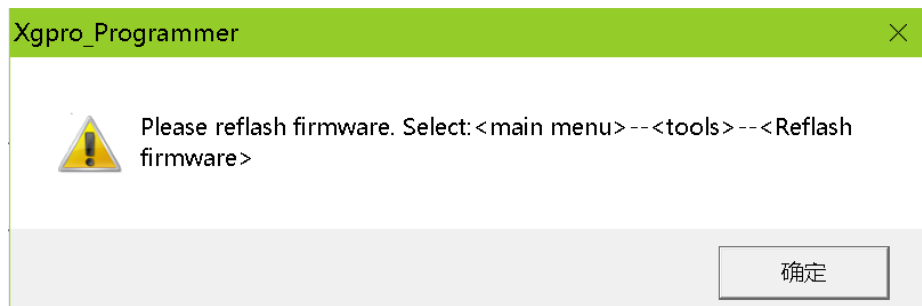 Xgpro_Programmer
Please reflash firmware. Select:<main menu>--<tools>--<Reflash
firmware>
确定